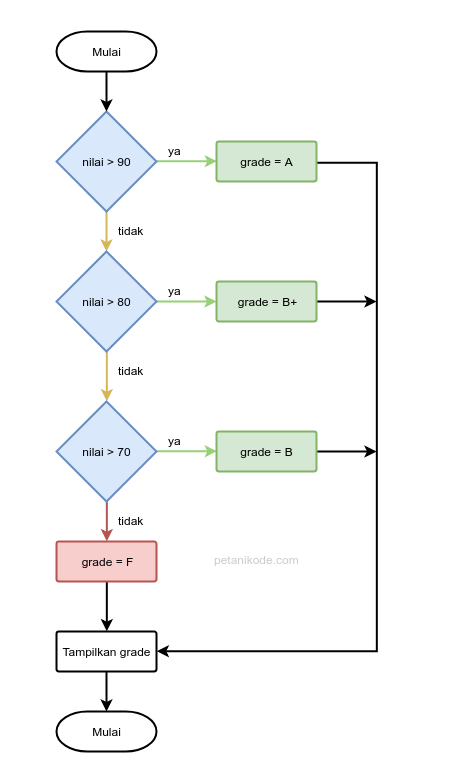 Mulai
nilai > 90
ya
grade = A
tidak
nilai > 80
ya
grade = B+
tidak
nilai > 70
ya
grade = B
tidak
grade = F
petanikode.com
Tampilkan grade
Mulai